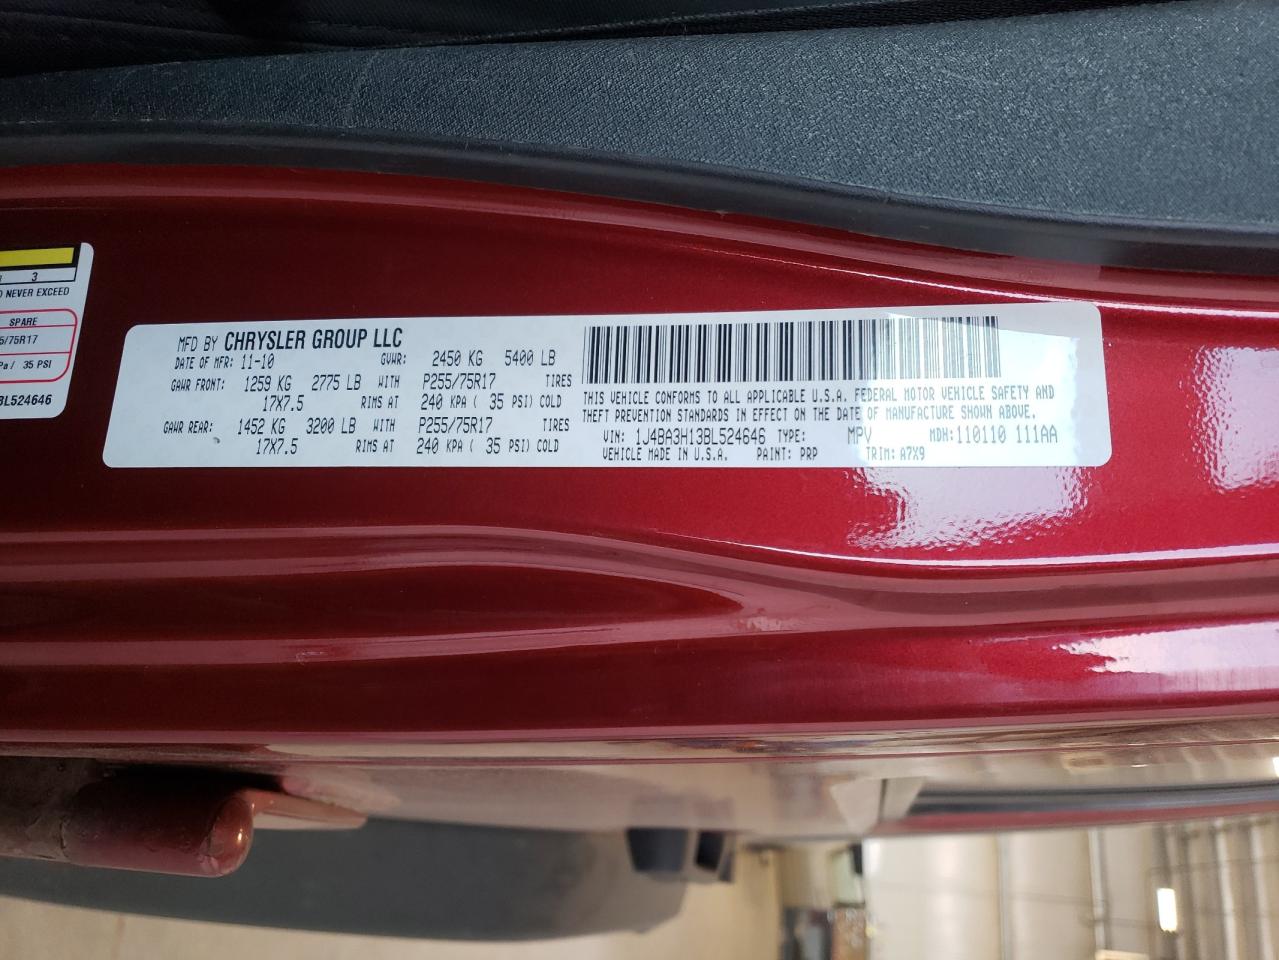 3
NEVER EXCEED
SPARE
5/75R17
Pa / 35 PSI
BL524646
MFD BY CHRYSLER GROUP LLC
DATE OF MFR: 11-10 GVWR: 2450 KG 5400 LB
GAWR FRONT: 1259 KG 2775 LB WITH P255/75R17 TIRES
17X7.5 RIMS AT 240 KPA ( 35 PSI) COLD
GAWR REAR: 1452 KG 3200 LB WITH P255/75R17 TIRES
17X7.5 RIMS AT 240 KPA ( 35 PSI) COLD
THIS VEHICLE CONFORMS TO ALL APPLICABLE U.S.A. FEDERAL MOTOR VEHICLE SAFETY AND
THEFT PREVENTION STANDARDS IN EFFECT ON THE DATE OF MANUFACTURE SHOWN ABOVE.
VIN: 1J4BA3H13BL524646 TYPE: MPV MDH: 110110 111AA
VEHICLE MADE IN U.S.A. PAINT: PRP TRIM: A7X9